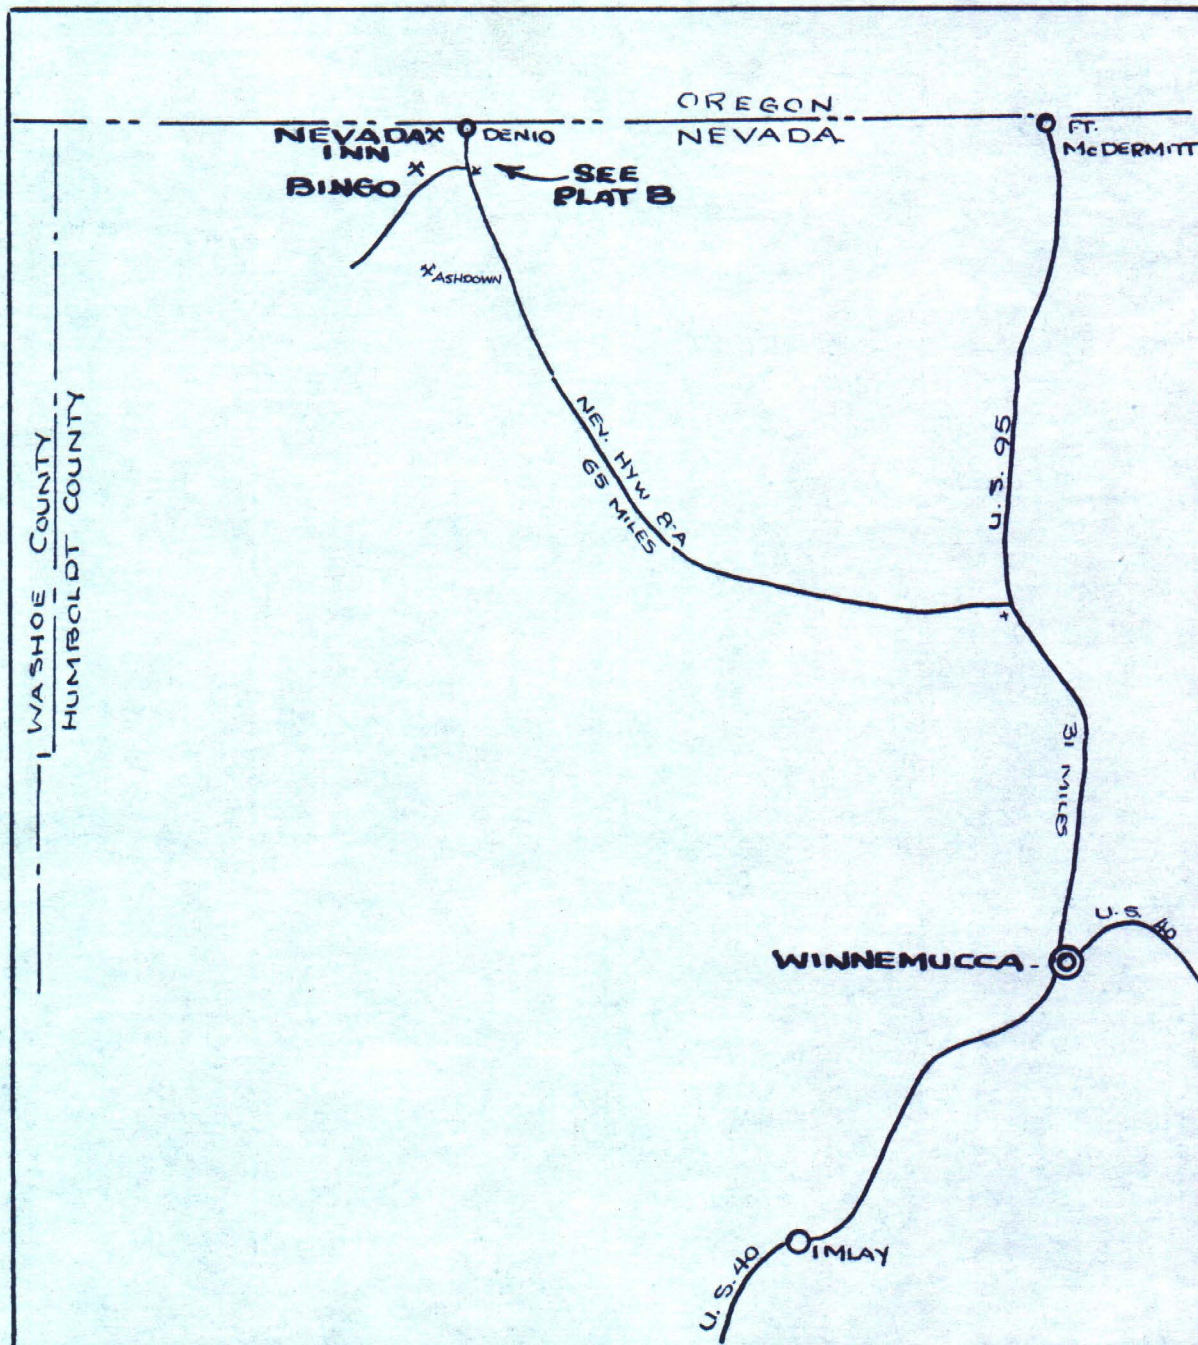 OREGON
NEVADA
NEVADA
INN
DENIO
FT.
McDERMITT
BINGO
SEE
PLAT B
ASHDOWN
NEV. HYW 8-A
65 MILES
U.S. 95
WASHOE COUNTY
HUMBOLDT COUNTY
31 MILES
U.S. 40
WINNEMUCCA
IMLAY
U.S. 40